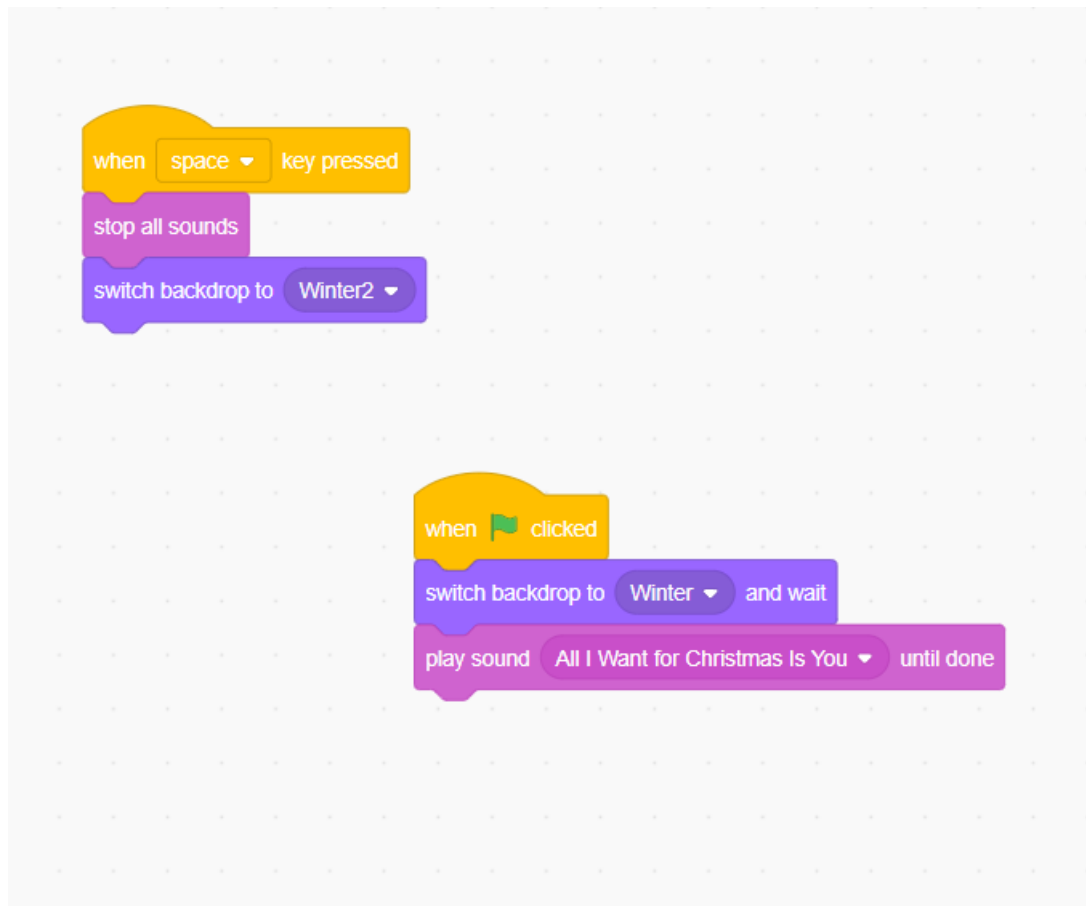 when space key pressed
stop all sounds
switch backdrop to Winter2
when clicked
switch backdrop to Winter and wait
play sound All I Want for Christmas Is You until done